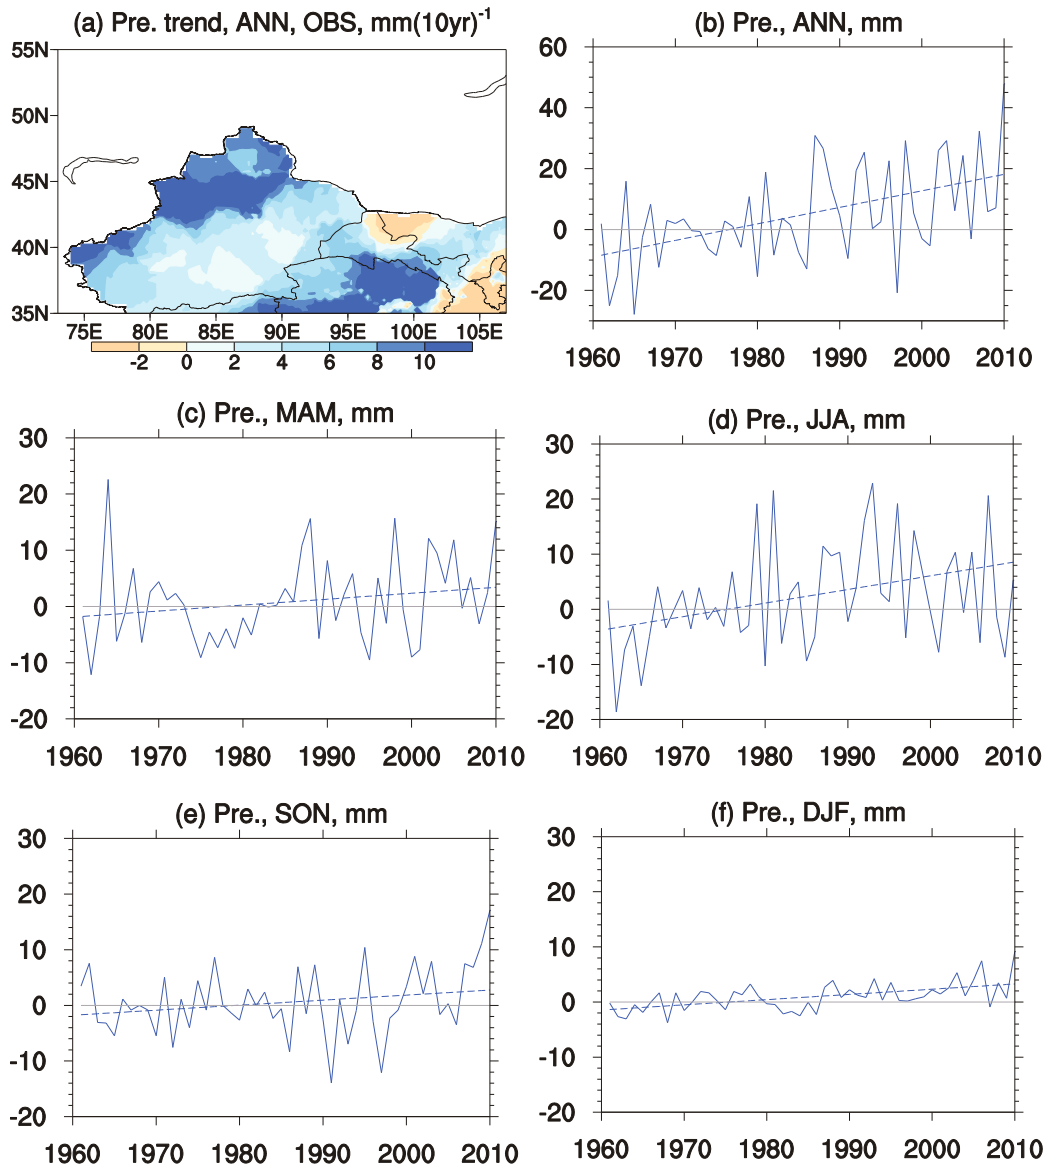 (a) Pre. trend, ANN, OBS, mm(10yr)⁻¹
55N
50N
45N
40N
35N
75E 80E 85E 90E 95E 100E 105E
-2 0 2 4 6 8 10
(b) Pre., ANN, mm
60
40
20
0
-20
1960 1970 1980 1990 2000 2010
(c) Pre., MAM, mm
30
20
10
0
-10
-20
1960 1970 1980 1990 2000 2010
(d) Pre., JJA, mm
30
20
10
0
-10
-20
1960 1970 1980 1990 2000 2010
(e) Pre., SON, mm
30
20
10
0
-10
-20
1960 1970 1980 1990 2000 2010
(f) Pre., DJF, mm
30
20
10
0
-10
-20
1960 1970 1980 1990 2000 2010